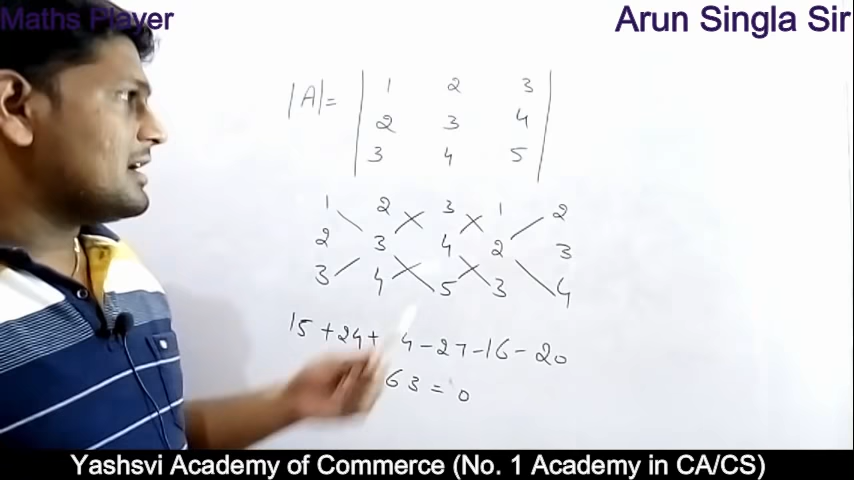 Maths Player
Arun Singla Sir
|A| = | 1 2 3 |
2 3 4
3 4 5
1 2 3 1 2
2 3 4 2 3
3 4 5 3 4
15 + 24 + 4 - 27 - 16 - 20
63 = 0
Yashsvi Academy of Commerce (No. 1 Academy in CA/CS)